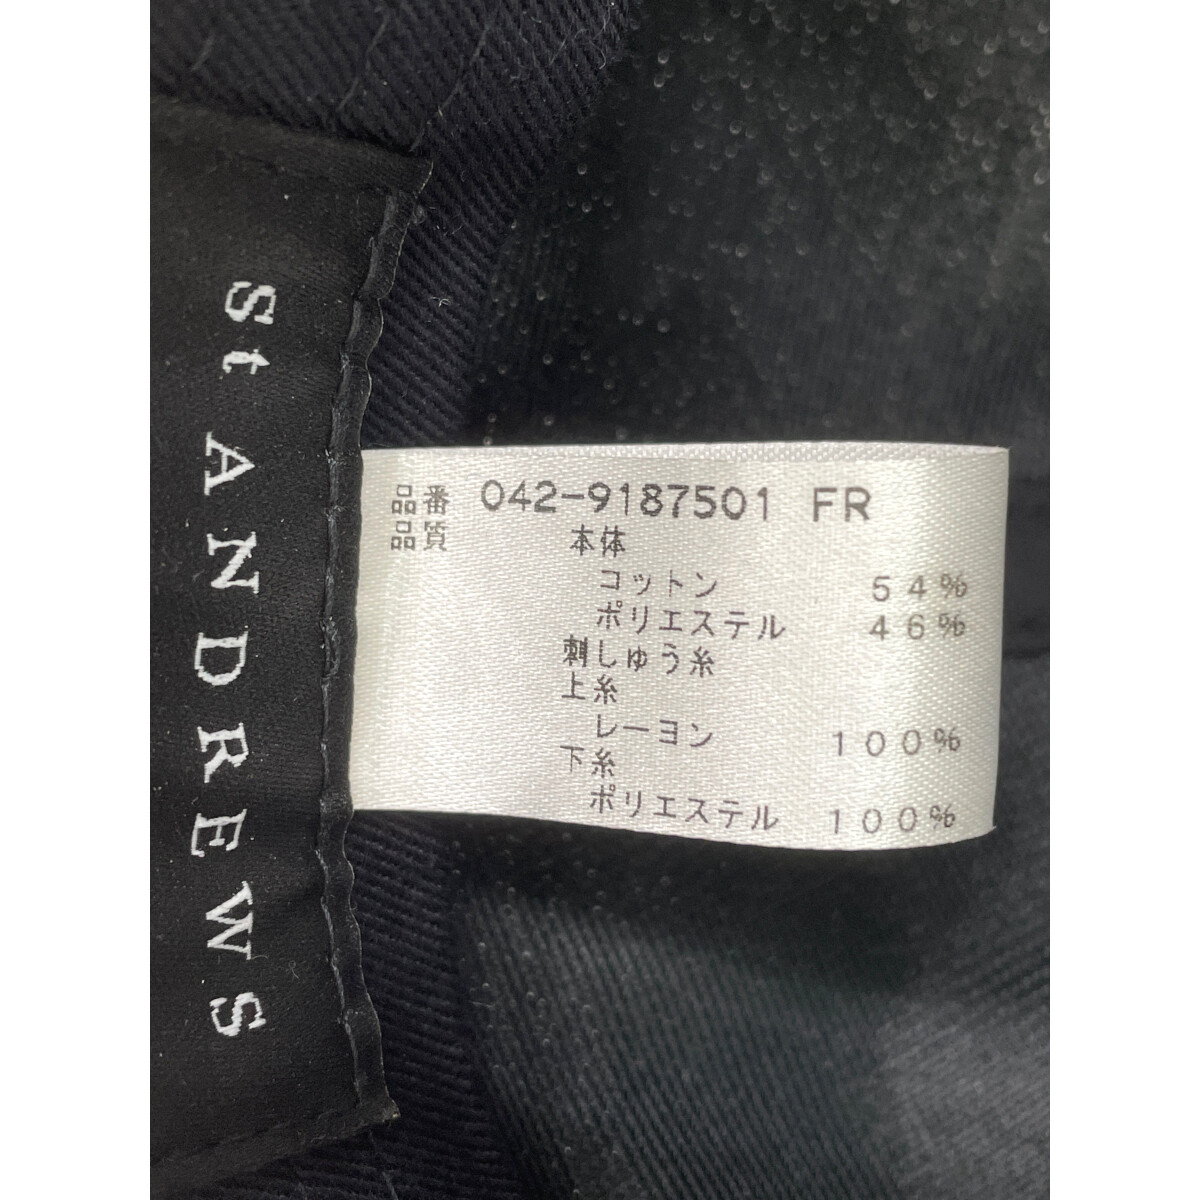 St ANDREWS
品番 042-9187501 FR
品質 本体
コットン 54%
ポリエステル 46%
刺しゅう糸
上糸
レーヨン 100%
下糸
ポリエステル 100%